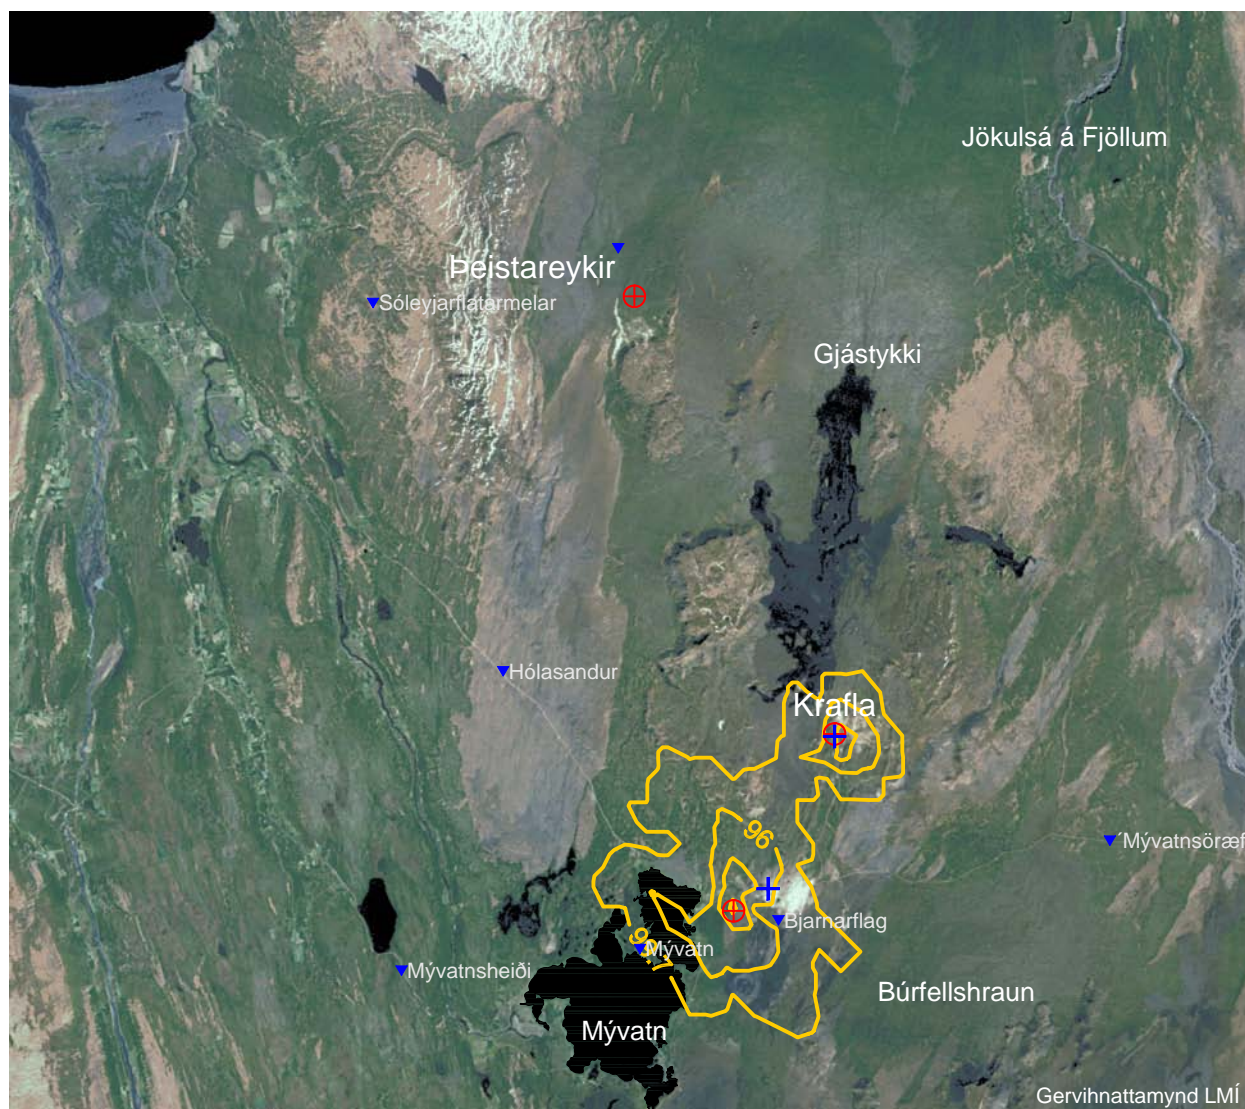 Jökulsá á Fjöllum
Þeistareykir
Sóleyjarflatarmelar
Gjástykki
Hólasandur
Krafla
96
Mývatnsöræf
Bjarnarflag
Mývatn
Mývatnsheiði
Búrfellshraun
Mývatn
Gervihnattamynd LMÍ